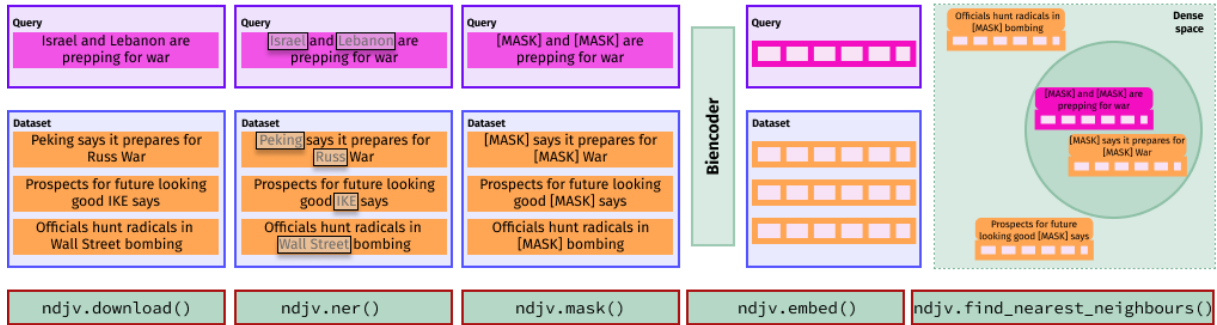 Query
Israel and Lebanon are
prepping for war
Dataset
Peking says it prepares for
Russ War
Prospects for future looking
good IKE says
Officials hunt radicals in
Wall Street bombing
ndjv.download()
Query
Israel and Lebanon are
prepping for war
Dataset
Peking says it prepares for
Russ War
Prospects for future looking
good IKE says
Officials hunt radicals in
Wall Street bombing
ndjv.ner()
Query
[MASK] and [MASK] are
prepping for war
Dataset
[MASK] says it prepares for
[MASK] War
Prospects for future looking
good [MASK] says
Officials hunt radicals in
[MASK] bombing
ndjv.mask()
Biencoder
Query
Dataset
ndjv.embed()
Dense
space
Officials hunt radicals in
[MASK] bombing
[MASK] and [MASK] are
prepping for war
[MASK] says it prepares for
[MASK] War
Prospects for future
looking good [MASK] says
ndjv.find_nearest_neighbours()